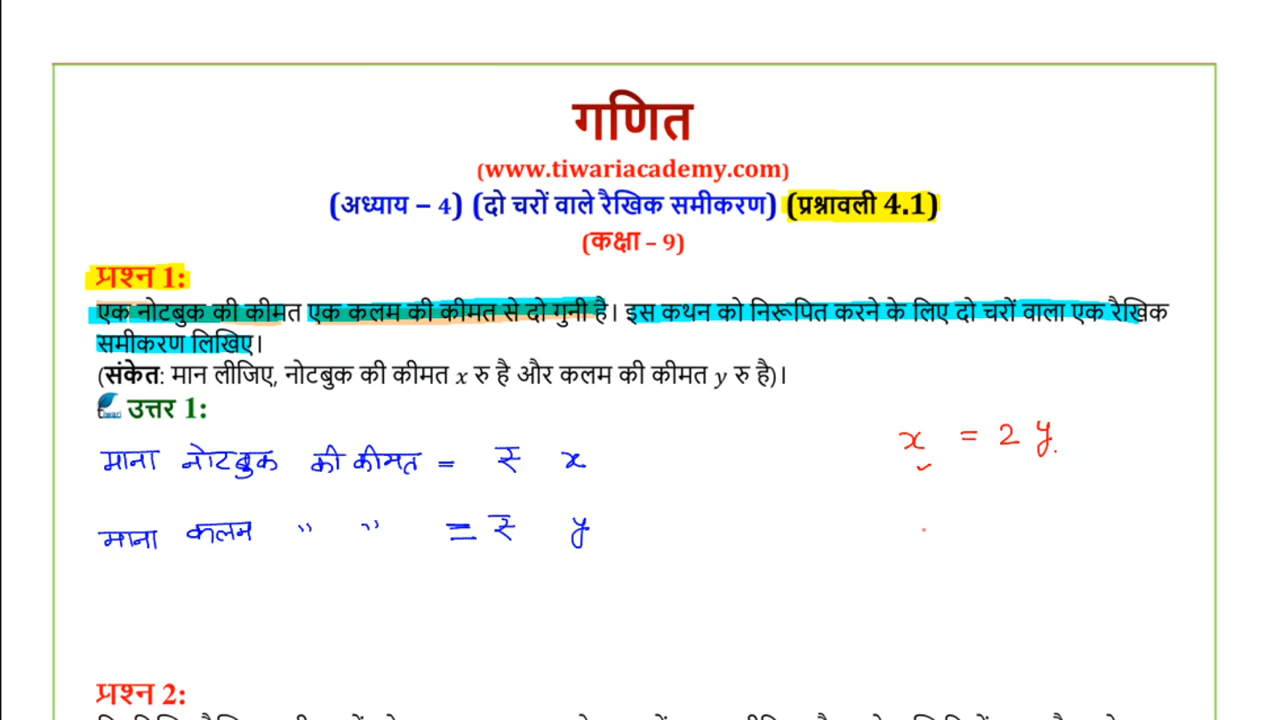 गणित
(www.tiwariacademy.com)
(अध्याय – 4) (दो चरों वाले रैखिक समीकरण) (प्रश्नावली 4.1)
(कक्षा – 9)
प्रश्न 1:
एक नोटबुक की कीमत एक कलम की कीमत से दो गुनी है। इस कथन को निरूपित करने के लिए दो चरों वाला एक रैखिक
समीकरण लिखिए।
(संकेत: मान लीजिए, नोटबुक की कीमत x रु है और कलम की कीमत y रु है)।
उत्तर 1:
माना नोटबुक की कीमत = ₹ x
x = 2 y.
माना कलम " " = ₹ y
प्रश्न 2: